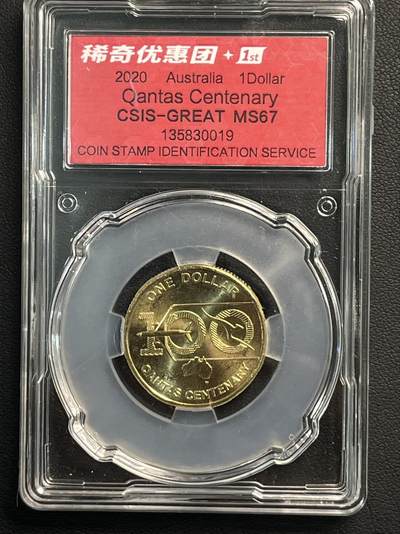 稀奇优惠团 + 1st
2020 Australia 1Dollar
Qantas Centenary
CSIS-GREAT MS67
135830019
COIN STAMP IDENTIFICATION SERVICE
ONE DOLLAR
100
QANTAS CENTENARY